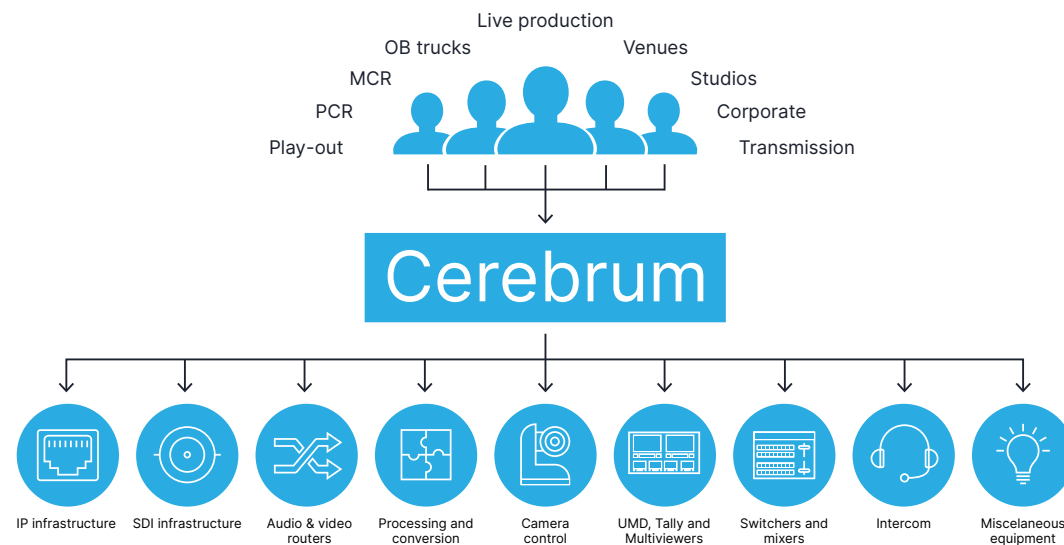 Live production
OB trucks
Venues
MCR
Studios
PCR
Corporate
Play-out
Transmission
Cerebrum
IP infrastructure
SDI infrastructure
Audio & video
routers
Processing and
conversion
Camera
control
UMD, Tally and
Multiviewers
Switchers and
mixers
Intercom
Miscelaneous
equipment